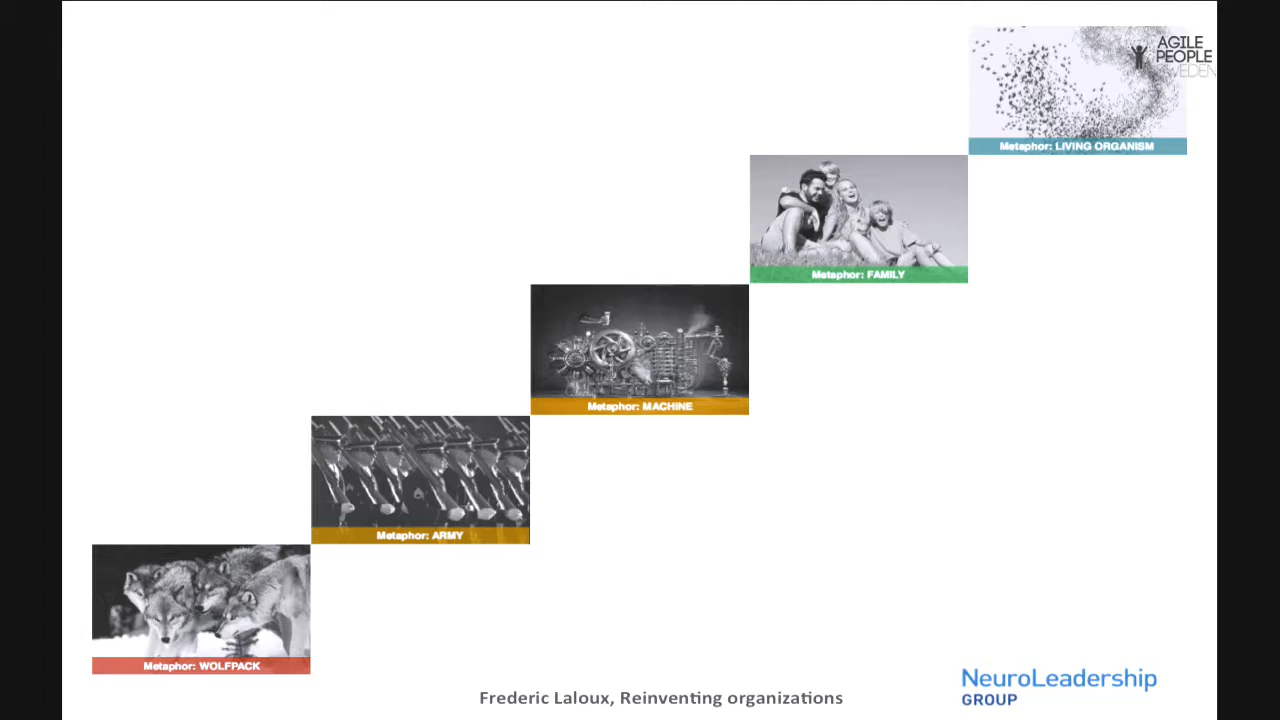 AGILE
PEOPLE
SWEDEN
Metaphor: LIVING ORGANISM
Metaphor: FAMILY
Metaphor: MACHINE
Metaphor: ARMY
Metaphor: WOLFPACK
Frederic Laloux, Reinventing organizations
NeuroLeadership
GROUP